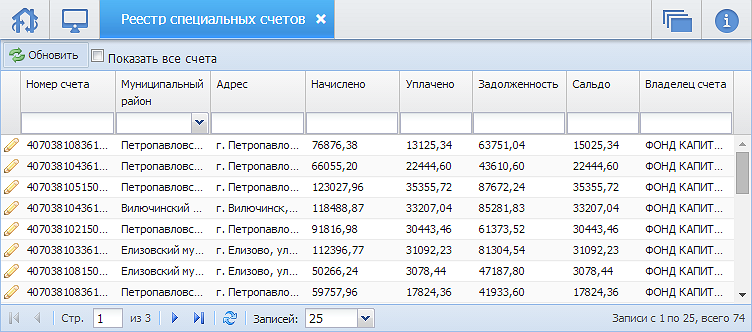 Реестр специальных счетов
Обновить Показать все счета
Номер счета Муниципальный район Адрес Начислено Уплачено Задолженность Сальдо Владелец счета
407038108361... Петропавловс... г. Петропавло... 76876,38 13125,34 63751,04 15025,34 ФОНД КАПИТ...
407038104361... Петропавловс... г. Петропавло... 66055,20 22444,60 43610,60 22444,60 ФОНД КАПИТ...
407038105150... Петропавловс... г. Петропавло... 123027,96 35355,72 87672,24 35355,72 ФОНД КАПИТ...
407038104361... Вилючинский ... г. Вилючинск,... 118488,87 33207,04 85281,83 33207,04 ФОНД КАПИТ...
407038102150... Петропавловс... г. Петропавло... 91816,98 30443,46 61373,52 30443,46 ФОНД КАПИТ...
407038103361... Елизовский му... г. Елизово, ул... 112396,77 31092,23 81304,54 31092,23 ФОНД КАПИТ...
407038108150... Елизовский му... г. Елизово, ул... 50266,24 3078,44 47187,80 3078,44 ФОНД КАПИТ...
407038108361... Петропавловс... г. Петропавло... 59757,96 17824,36 41933,60 17824,36 ФОНД КАПИТ...
Стр. 1 из 3 Записей: 25 Записи с 1 по 25, всего 74